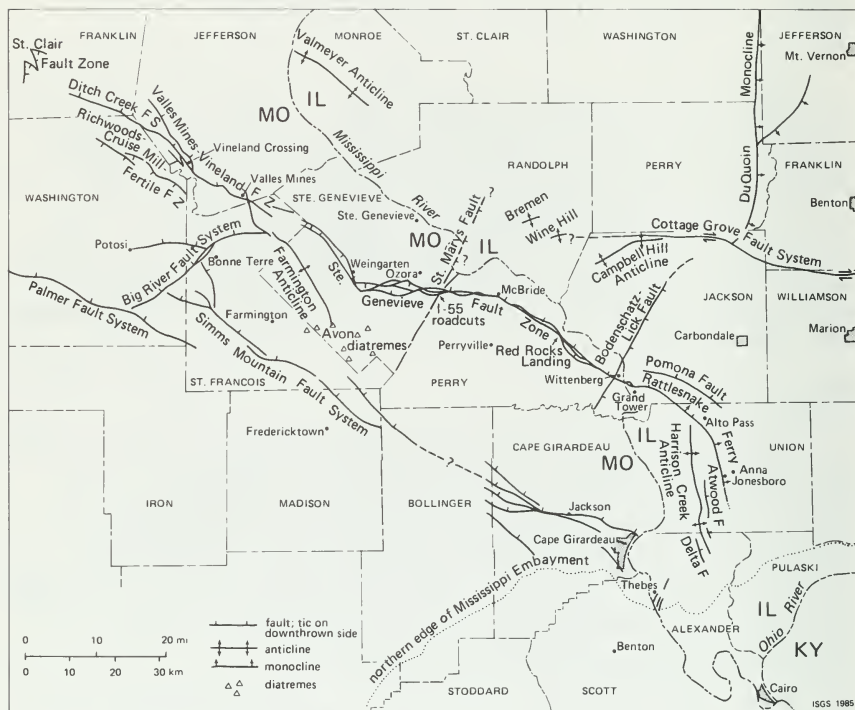 FRANKLIN
JEFFERSON
MONROE
ST. CLAIR
WASHINGTON
JEFFERSON
St. Clair
Fault Zone
Mt. Vernon
Valmeyer Anticline
Monocline
DuQuoin
Ditch Creek F S
Valles Mines-Vineland F Z
MO
IL
Richwoods-
Cruise Mill-
Fertile F Z
Vineland Crossing
Mississippi
River
RANDOLPH
PERRY
FRANKLIN
Valles Mines
WASHINGTON
STE. GENEVIEVE
Ste. Genevieve
Bremen
Wine Hill
?
Benton
?
St. Marys Fault
?
MO
IL
Cottage Grove
Fault System
Potosi
Big River Fault System
Bonne Terre
Weingarten
Ozora
Campbell Hill
Anticline
Ste.
Genevieve
Fault
Zone
McBride
JACKSON
WILLIAMSON
Palmer Fault System
Farmington
Anticline
I-55
roadcuts
Bodenschatz-
Lick Fault
Farmington
Avon
diatremes
Perryville
Red Rocks
Landing
Carbondale
Marion
Simms
Mountain
Fault System
Wittenberg
Pomona Fault
ST. FRANCOIS
PERRY
Grand
Tower
Rattlesnake
Ferry
Alto Pass
Fredericktown
CAPE GIRARDEAU
IL
MO
UNION
Harrison Creek
Anticline
Atwood F
Anna
Jonesboro
?
IRON
MADISON
BOLLINGER
Jackson
Cape Girardeau
Delta F
northern edge of Mississippi Embayment
Thebes
PULASKI
IL
Ohio River
ALEXANDER
KY
Benton
0 10 20 mi
0 10 20 30 km
fault; tic on
downthrown side
anticline
monocline
diatremes
STODDARD
SCOTT
Cairo
ISGS 1985